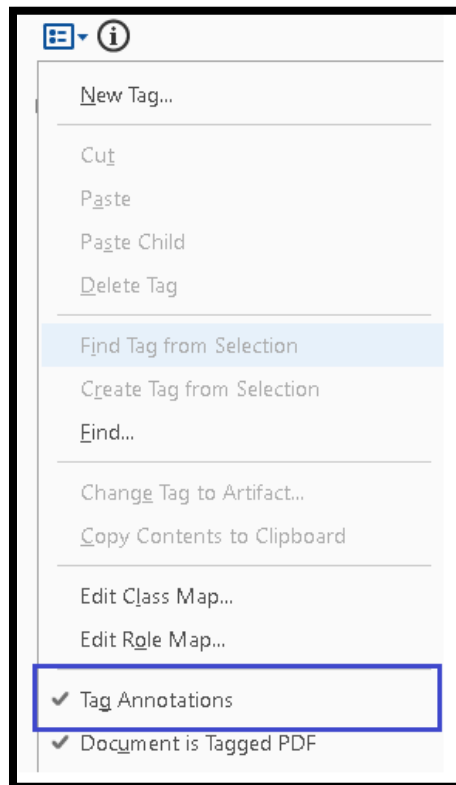 New Tag...
Cut
Paste
Paste Child
Delete Tag
Find Tag from Selection
Create Tag from Selection
Find...
Change Tag to Artifact...
Copy Contents to Clipboard
Edit Class Map...
Edit Role Map...
Tag Annotations
Document is Tagged PDF